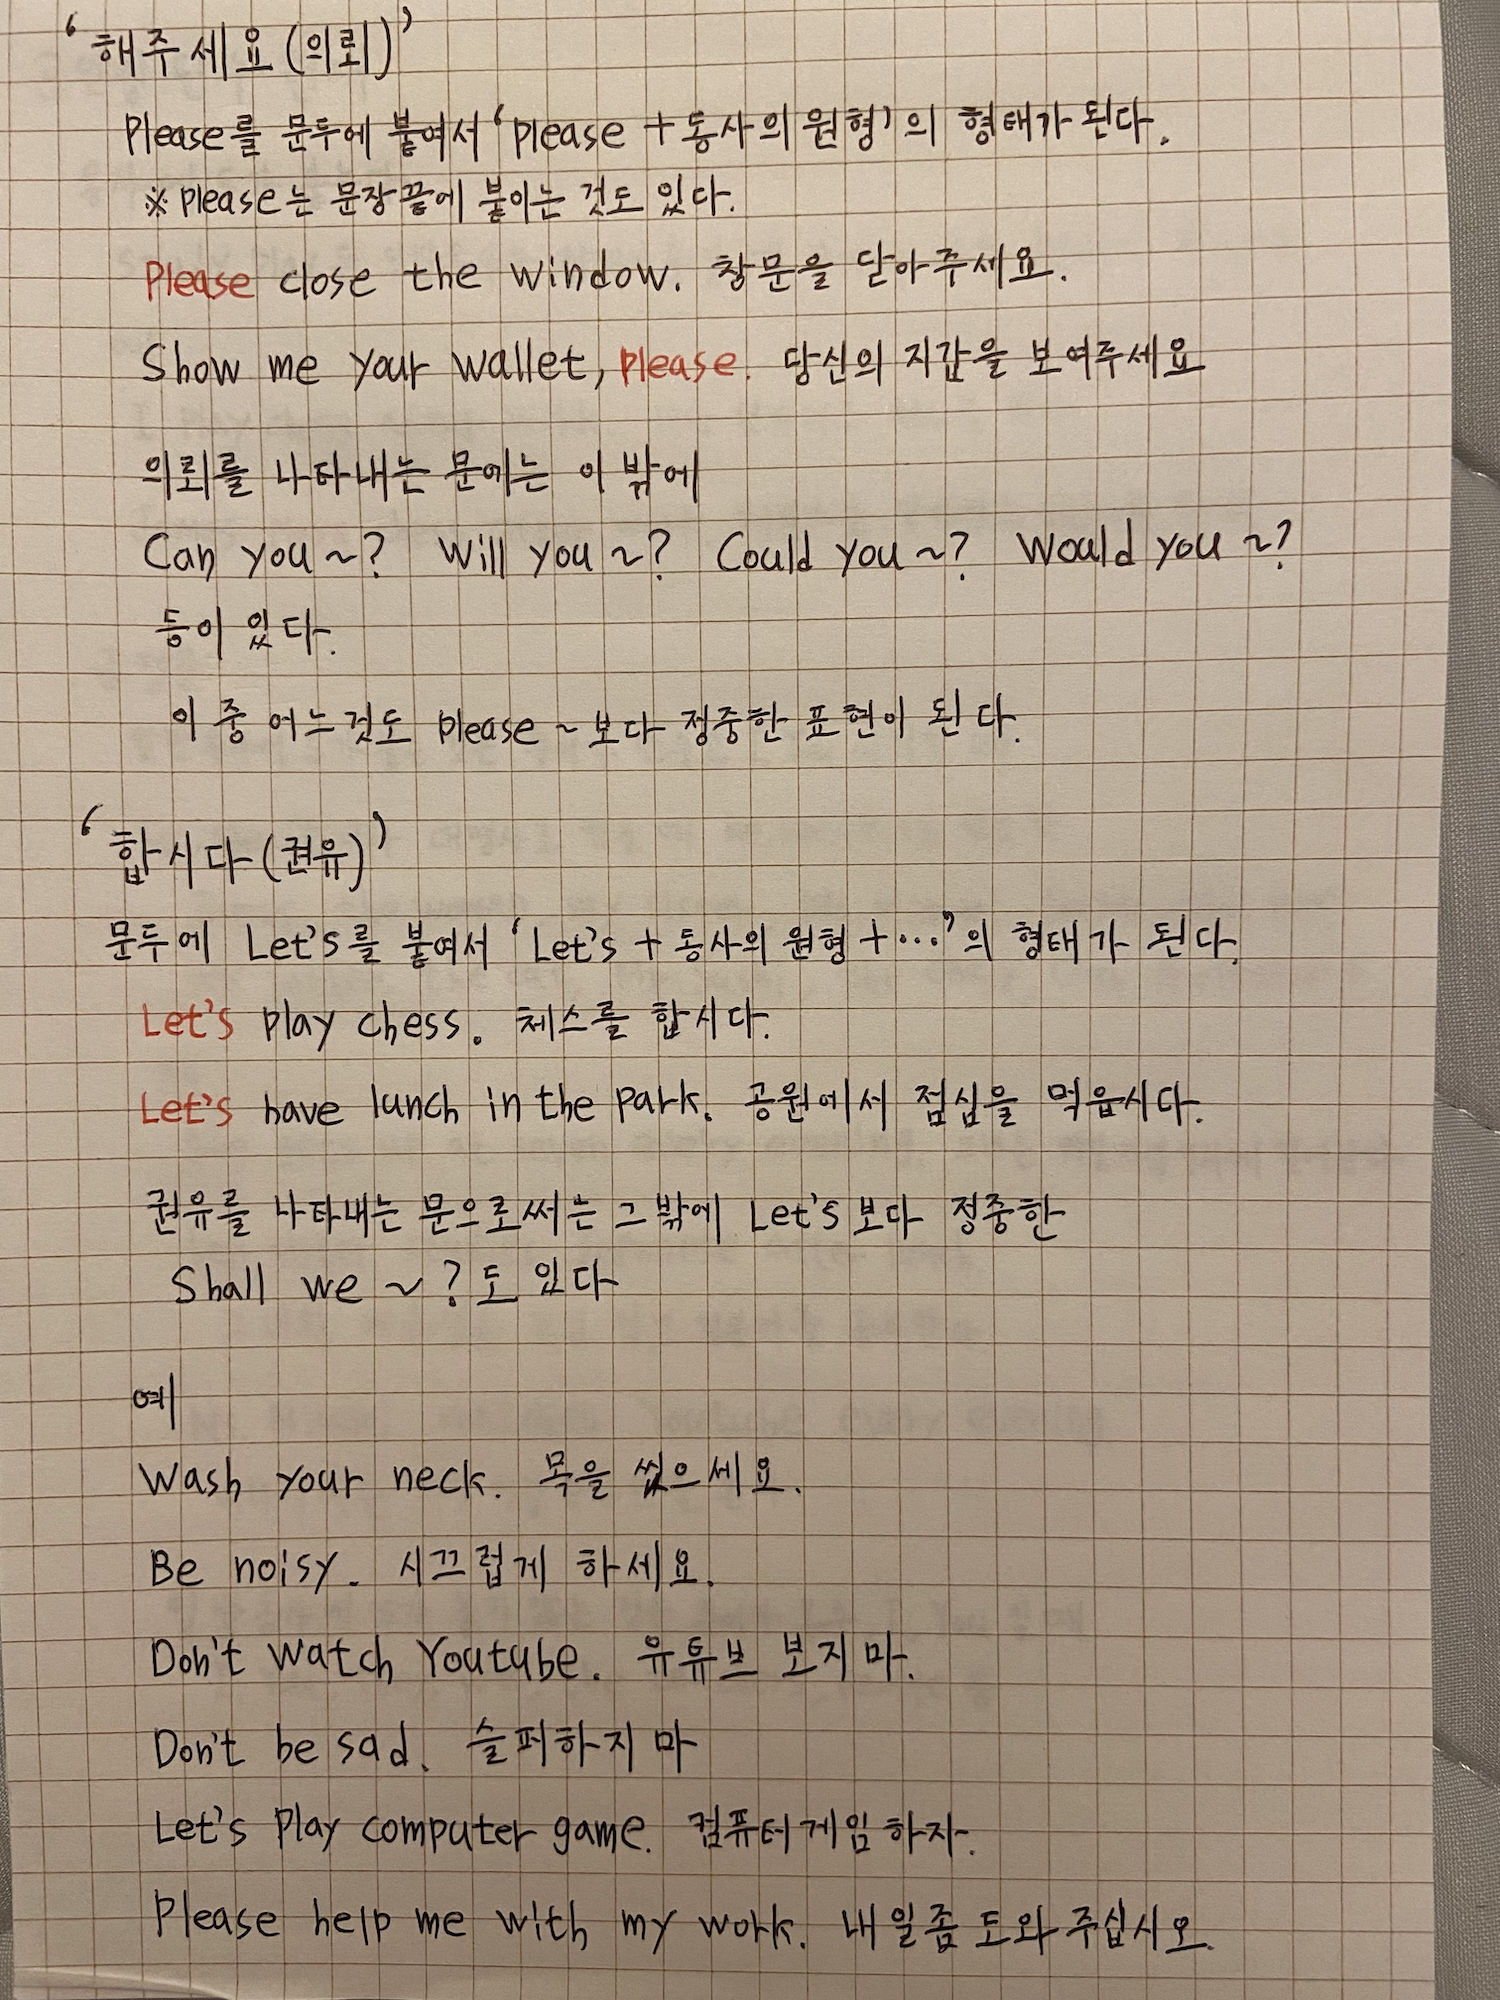 '해주세요(의뢰)'
Please를 문두에 붙여서 'please + 동사의 원형'의 형태가 된다.
※ please는 문장끝에 붙이는 것도 있다.
Please close the window. 창문을 닫아주세요.
Show me your wallet, please. 당신의 지갑을 보여주세요
의뢰를 나타내는 문에는 이 밖에
Can you ~? Will you ~? Could you ~? Would you ~?
등이 있다.
이 중 어느것도 please ~ 보다 정중한 표현이 된다.
'합시다(권유)'
문두에 Let's를 붙여서 'Let's + 동사의 원형 + …'의 형태가 된다.
Let's play chess. 체스를 합시다.
Let's have lunch in the park. 공원에서 점심을 먹읍시다.
권유를 나타내는 문으로써는 그밖에 Let's보다 정중한
Shall we ~ ? 도 있다
예
Wash your neck. 목을 씼으세요.
Be noisy. 시끄럽게 하세요.
Don't watch Youtube. 유튜브 보지마.
Don't be sad. 슬퍼하지 마
Let's play computer game. 컴퓨터게임하자.
Please help me with my work. 내일좀 도와주십시오.